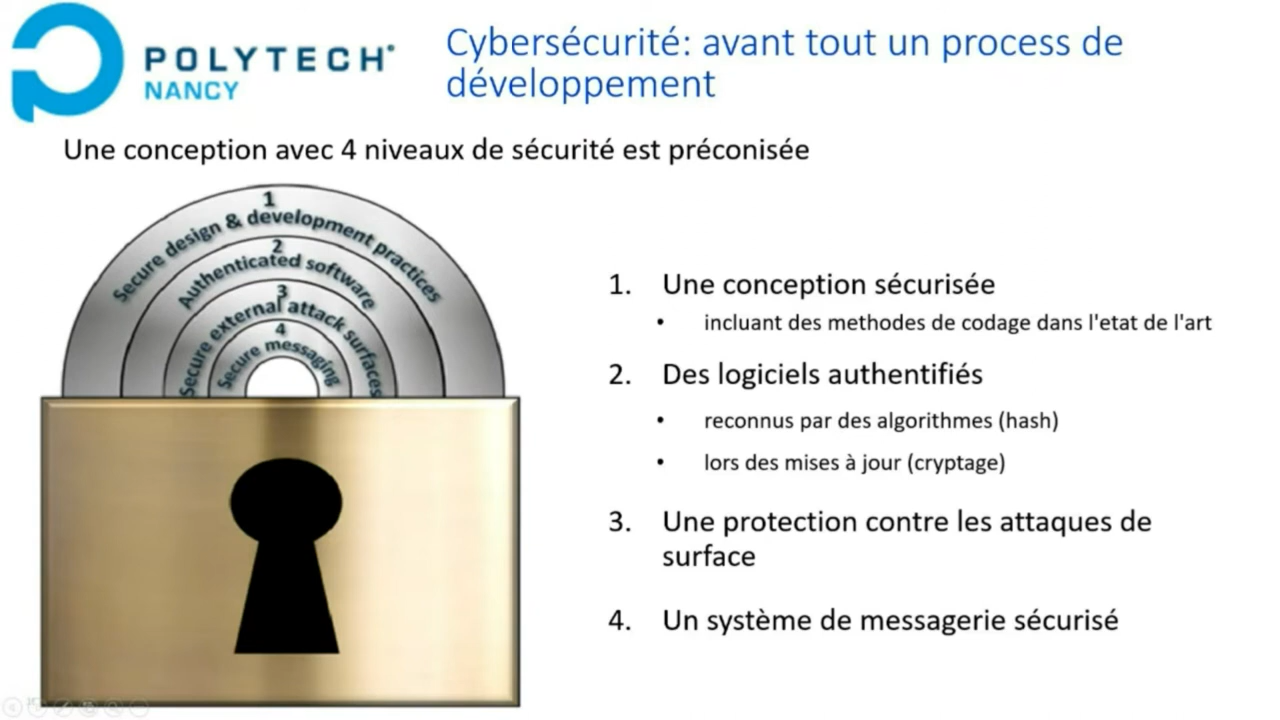 POLYTECH
NANCY
Cybersécurité: avant tout un process de
développement
Une conception avec 4 niveaux de sécurité est préconisée
1
Secure design & development practices
2
Authenticated software
3
Secure external attack surfaces
4
Secure messaging
1. Une conception sécurisée
• incluant des methodes de codage dans l'etat de l'art
2. Des logiciels authentifiés
• reconnus par des algorithmes (hash)
• lors des mises à jour (cryptage)
3. Une protection contre les attaques de
surface
4. Un système de messagerie sécurisé